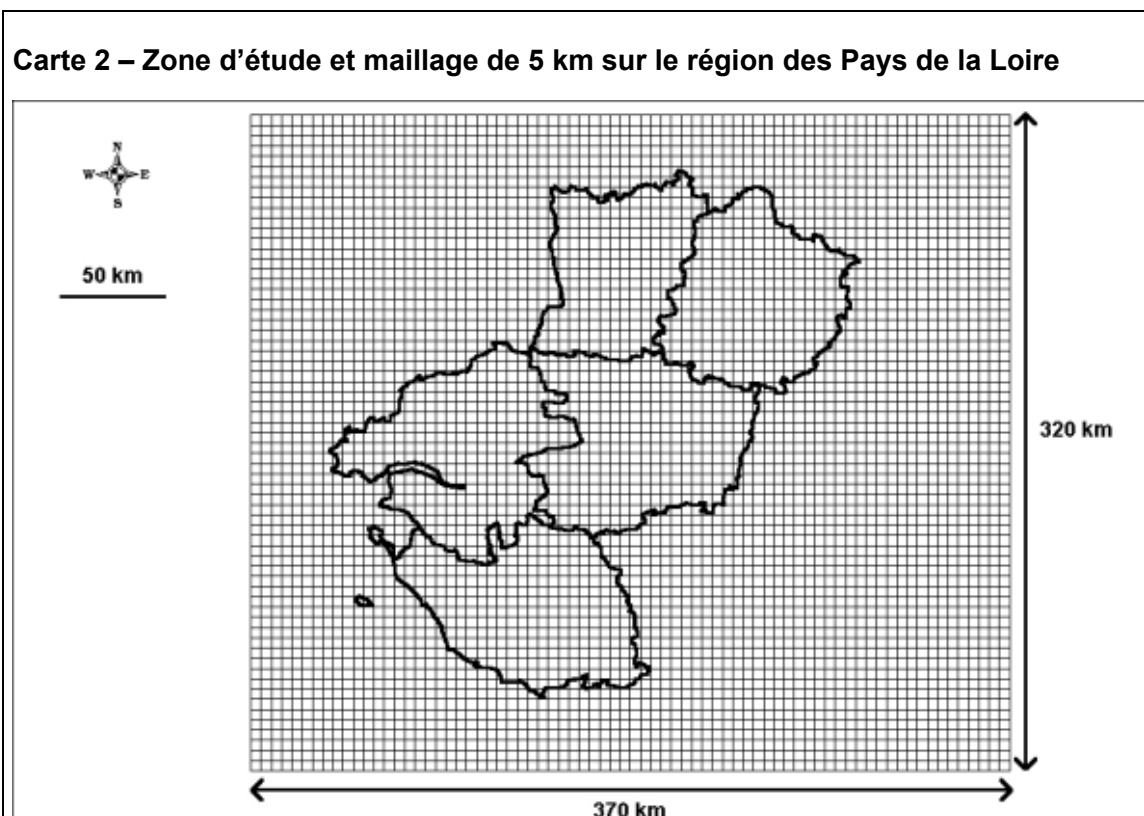 Carte 2 – Zone d'étude et maillage de 5 km sur le région des Pays de la Loire
N
W E
S
50 km
320 km
370 km